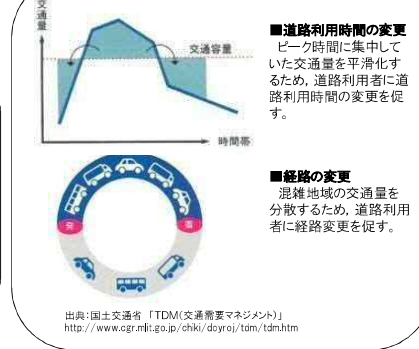 交通量
交通容量
時間帯
■道路利用時間の変更
ピーク時間に集中して
いた交通量を平滑化す
るため，道路利用者に道
路利用時間の変更を促
す。
発
着
■経路の変更
混雑地域の交通量を
分散するため，道路利用
者に経路変更を促す。
出典：国土交通省 「TDM(交通需要マネジメント)」
http://www.cgr.mlit.go.jp/chiki/doyroj/tdm/tdm.htm